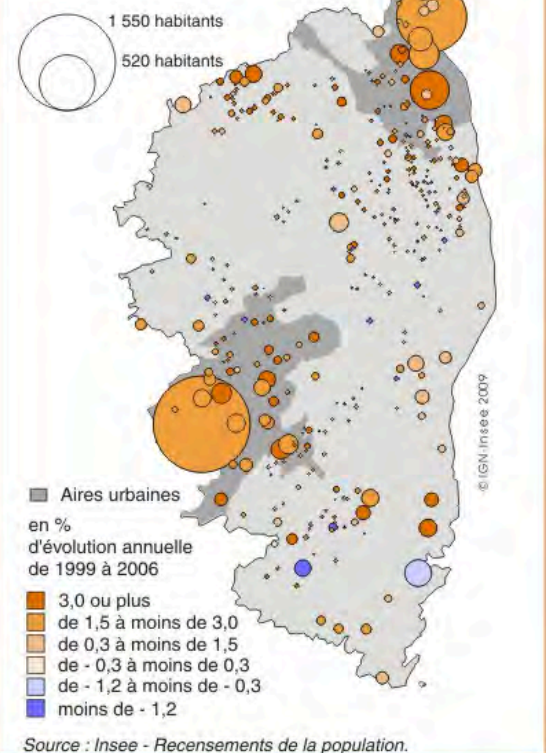 1 550 habitants
520 habitants
© IGN-Insee 2009
Aires urbaines
en %
d'évolution annuelle
de 1999 à 2006
3,0 ou plus
de 1,5 à moins de 3,0
de 0,3 à moins de 1,5
de - 0,3 à moins de 0,3
de - 1,2 à moins de - 0,3
moins de - 1,2
Source : Insee - Recensements de la population.